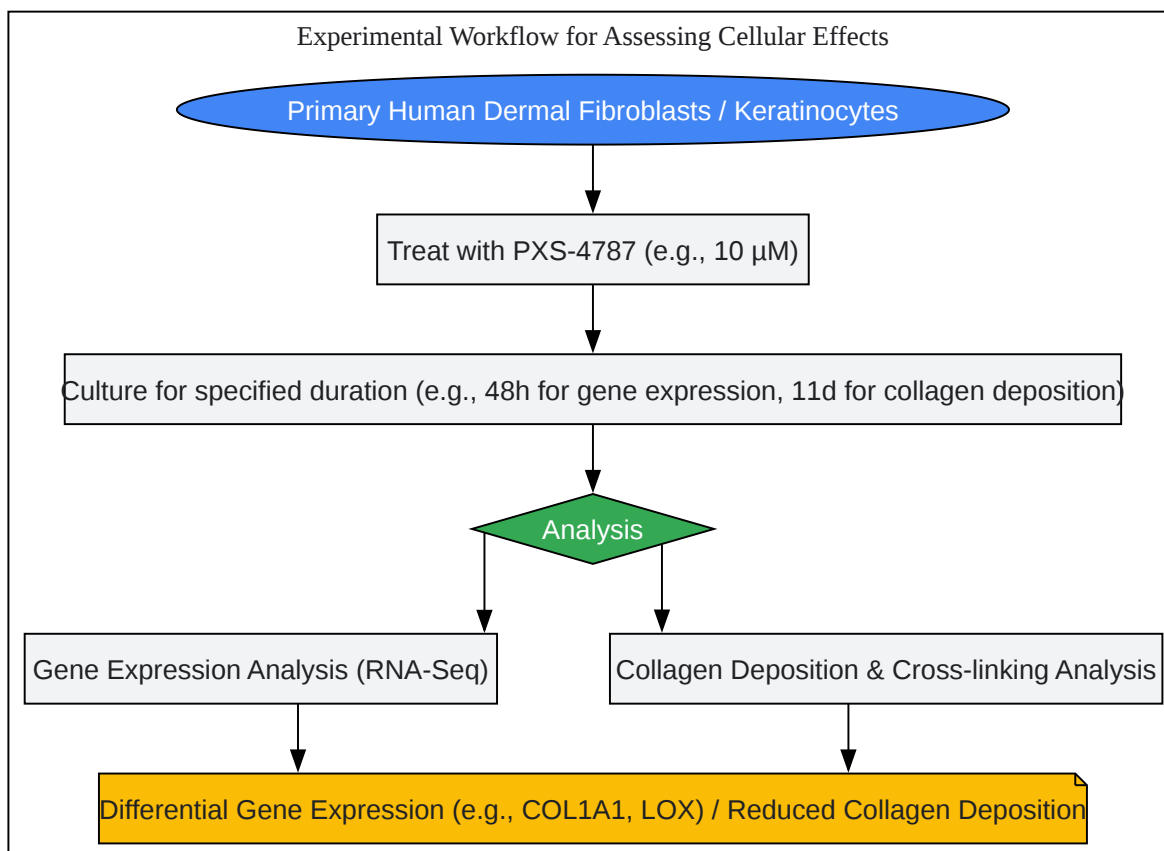 Experimental Workflow for Assessing Cellular Effects
Primary Human Dermal Fibroblasts / Keratinocytes
Treat with PXS-4787 (e.g., 10 µM)
Culture for specified duration (e.g., 48h for gene expression, 11d for collagen deposition)
Analysis
Gene Expression Analysis (RNA-Seq)
Collagen Deposition & Cross-linking Analysis
Differential Gene Expression (e.g., COL1A1, LOX) / Reduced Collagen Deposition